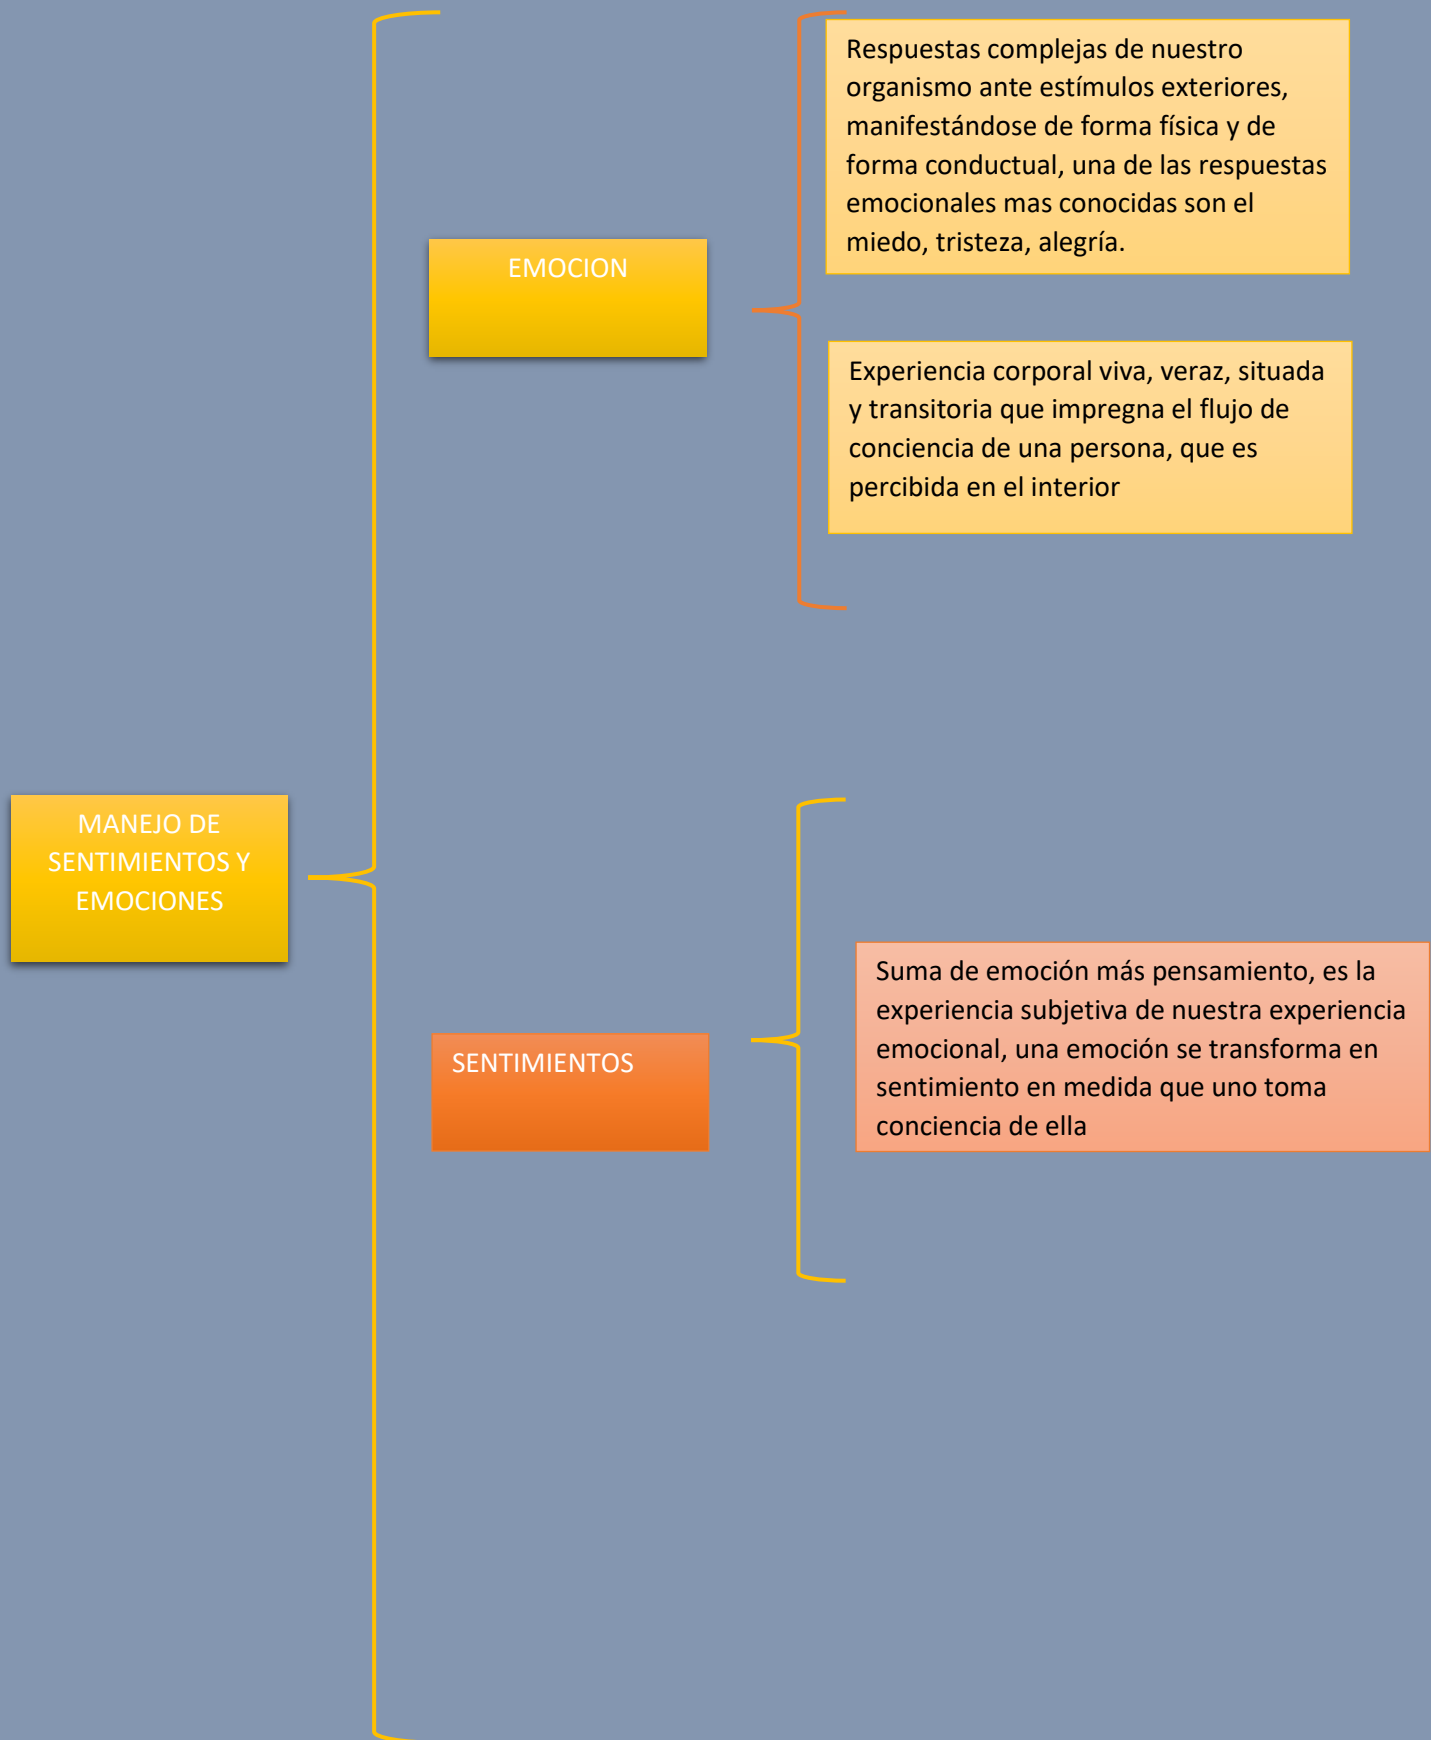 MANEJO DE
SENTIMIENTOS Y
EMOCIONES
EMOCION
Respuestas complejas de nuestro
organismo ante estímulos exteriores,
manifestándose de forma física y de
forma conductual, una de las respuestas
emocionales mas conocidas son el
miedo, tristeza, alegría.
Experiencia corporal viva, veraz, situada
y transitoria que impregna el flujo de
conciencia de una persona, que es
percibida en el interior
SENTIMIENTOS
Suma de emoción más pensamiento, es la
experiencia subjetiva de nuestra experiencia
emocional, una emoción se transforma en
sentimiento en medida que uno toma
conciencia de ella